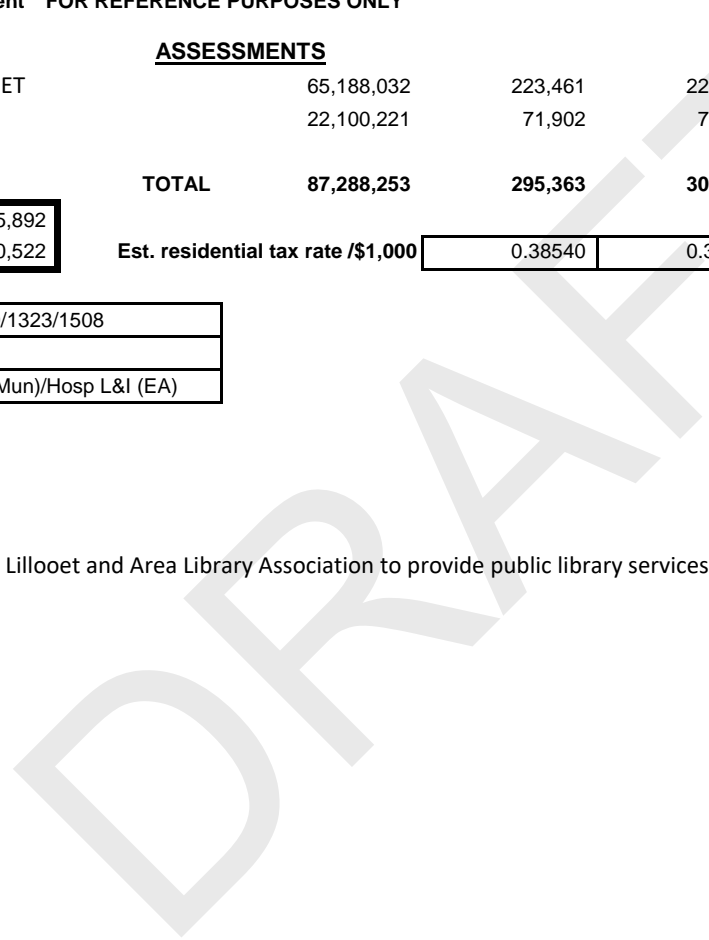 ent FOR REFERENCE PURPOSES ONLY
ASSESSMENTS
ET 65,188,032 223,461 22
22,100,221 71,902 7
TOTAL 87,288,253 295,363 30
5,892
0,522 Est. residential tax rate /$1,000 0.38540 0.3
/1323/1508
Mun)/Hosp L&I (EA)
Lillooet and Area Library Association to provide public library services
DRAFT